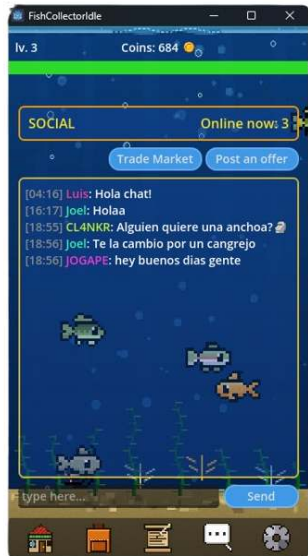 FishCollectorIdle
lv. 3
Coins: 684
SOCIAL
Online now: 3
Trade Market
Post an offer
[04:16] Luis: Hola chat!
[16:17] Joel: Holaa
[18:55] CL4NKR: Alguien quiere una anchoa?🗿
[18:56] Joel: Te la cambio por un cangrejo
[18:56] JOGAPE: hey buenos dias gente
type here...
Send